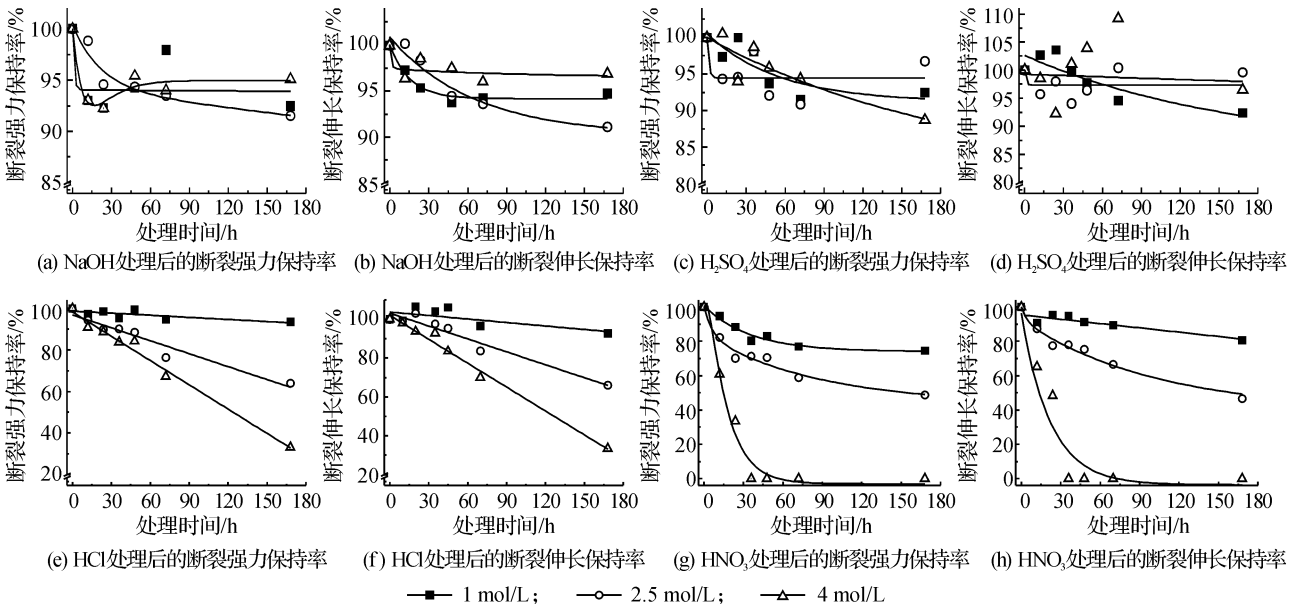 断裂强力保持率/%
100
95
90
85
0 30 60 90 120 150 180
处理时间/h
(a) NaOH处理后的断裂强力保持率
断裂伸长保持率/%
100
95
90
85
0 30 60 90 120 150 180
处理时间/h
(b) NaOH处理后的断裂伸长保持率
断裂强力保持率/%
100
95
90
85
80
0 30 60 90 120 150 180
处理时间/h
(c) H₂SO₄处理后的断裂强力保持率
断裂伸长保持率/%
110
105
100
95
90
85
80
0 30 60 90 120 150 180
处理时间/h
(d) H₂SO₄处理后的断裂伸长保持率
断裂强力保持率/%
100
80
60
40
20
0 30 60 90 120 150 180
处理时间/h
(e) HCl处理后的断裂强力保持率
断裂伸长保持率/%
100
80
60
40
20
0 30 60 90 120 150 180
处理时间/h
(f) HCl处理后的断裂伸长保持率
断裂强力保持率/%
100
80
60
40
20
0
0 30 60 90 120 150 180
处理时间/h
(g) HNO₃处理后的断裂强力保持率
断裂伸长保持率/%
100
80
60
40
20
0
0 30 60 90 120 150 180
处理时间/h
(h) HNO₃处理后的断裂伸长保持率
1 mol/L； 2.5 mol/L； 4 mol/L